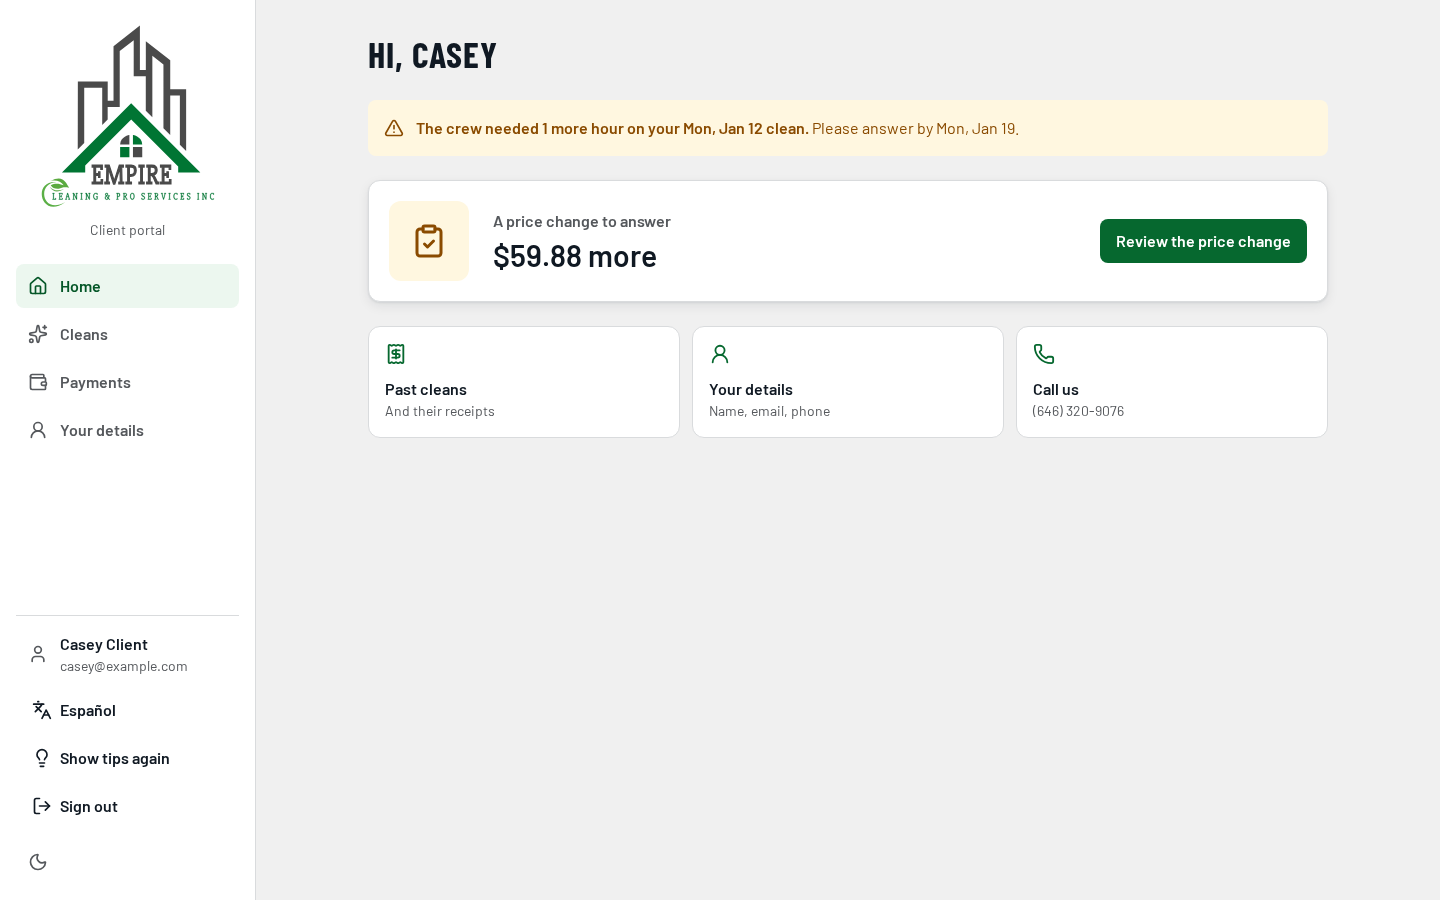 EMPIRE
CLEANING & PRO SERVICES INC
Client portal
Home
Cleans
Payments
Your details
Casey Client
casey@example.com
Español
Show tips again
Sign out
HI, CASEY
The crew needed 1 more hour on your Mon, Jan 12 clean. Please answer by Mon, Jan 19.
A price change to answer
$59.88 more
Review the price change
Past cleans
And their receipts
Your details
Name, email, phone
Call us
(646) 320-9076